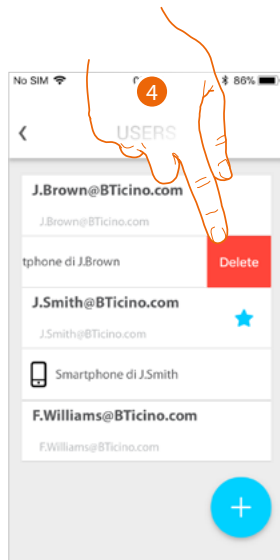 No SIM 86%
4
USERS
J.Brown@BTicino.com
J.Brown@BTicino.com
tphone di J.Brown Delete
J.Smith@BTicino.com
J.Smith@BTicino.com
Smartphone di J.Smith
F.Williams@BTicino.com
F.Williams@BTicino.com
+